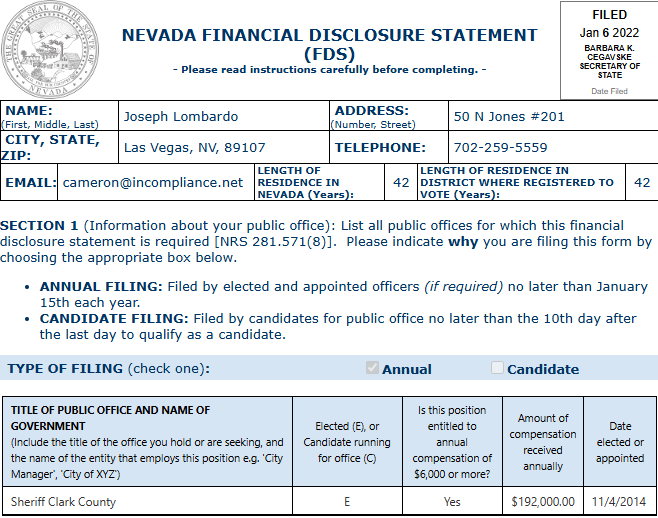 THE GREAT SEAL OF THE STATE OF NEVADA
NEVADA FINANCIAL DISCLOSURE STATEMENT
(FDS)
- Please read instructions carefully before completing. -
FILED
Jan 6 2022
BARBARA K.
CEGAVSKE
SECRETARY OF
STATE
Date Filed
NAME:
(First, Middle, Last)
Joseph Lombardo
ADDRESS:
(Number, Street)
50 N Jones #201
CITY, STATE,
ZIP:
Las Vegas, NV, 89107
TELEPHONE:
702-259-5559
EMAIL:
cameron@incompliance.net
LENGTH OF
RESIDENCE IN
NEVADA (Years):
42
LENGTH OF RESIDENCE IN
DISTRICT WHERE REGISTERED TO
VOTE (Years):
42
SECTION 1 (Information about your public office): List all public offices for which this financial
disclosure statement is required [NRS 281.571(8)].  Please indicate why you are filing this form by
choosing the appropriate box below.
• ANNUAL FILING: Filed by elected and appointed officers (if required) no later than January
15th each year.
• CANDIDATE FILING: Filed by candidates for public office no later than the 10th day after
the last day to qualify as a candidate.
TYPE OF FILING (check one):
Annual
Candidate
TITLE OF PUBLIC OFFICE AND NAME OF
GOVERNMENT
(Include the title of the office you hold or are seeking, and
the name of the entity that employs this position e.g. 'City
Manager', 'City of XYZ')
Elected (E), or
Candidate running
for office (C)
Is this position
entitled to
annual
compensation of
$6,000 or more?
Amount of
compensation
received
annually
Date
elected or
appointed
Sheriff Clark County
E
Yes
$192,000.00
11/4/2014